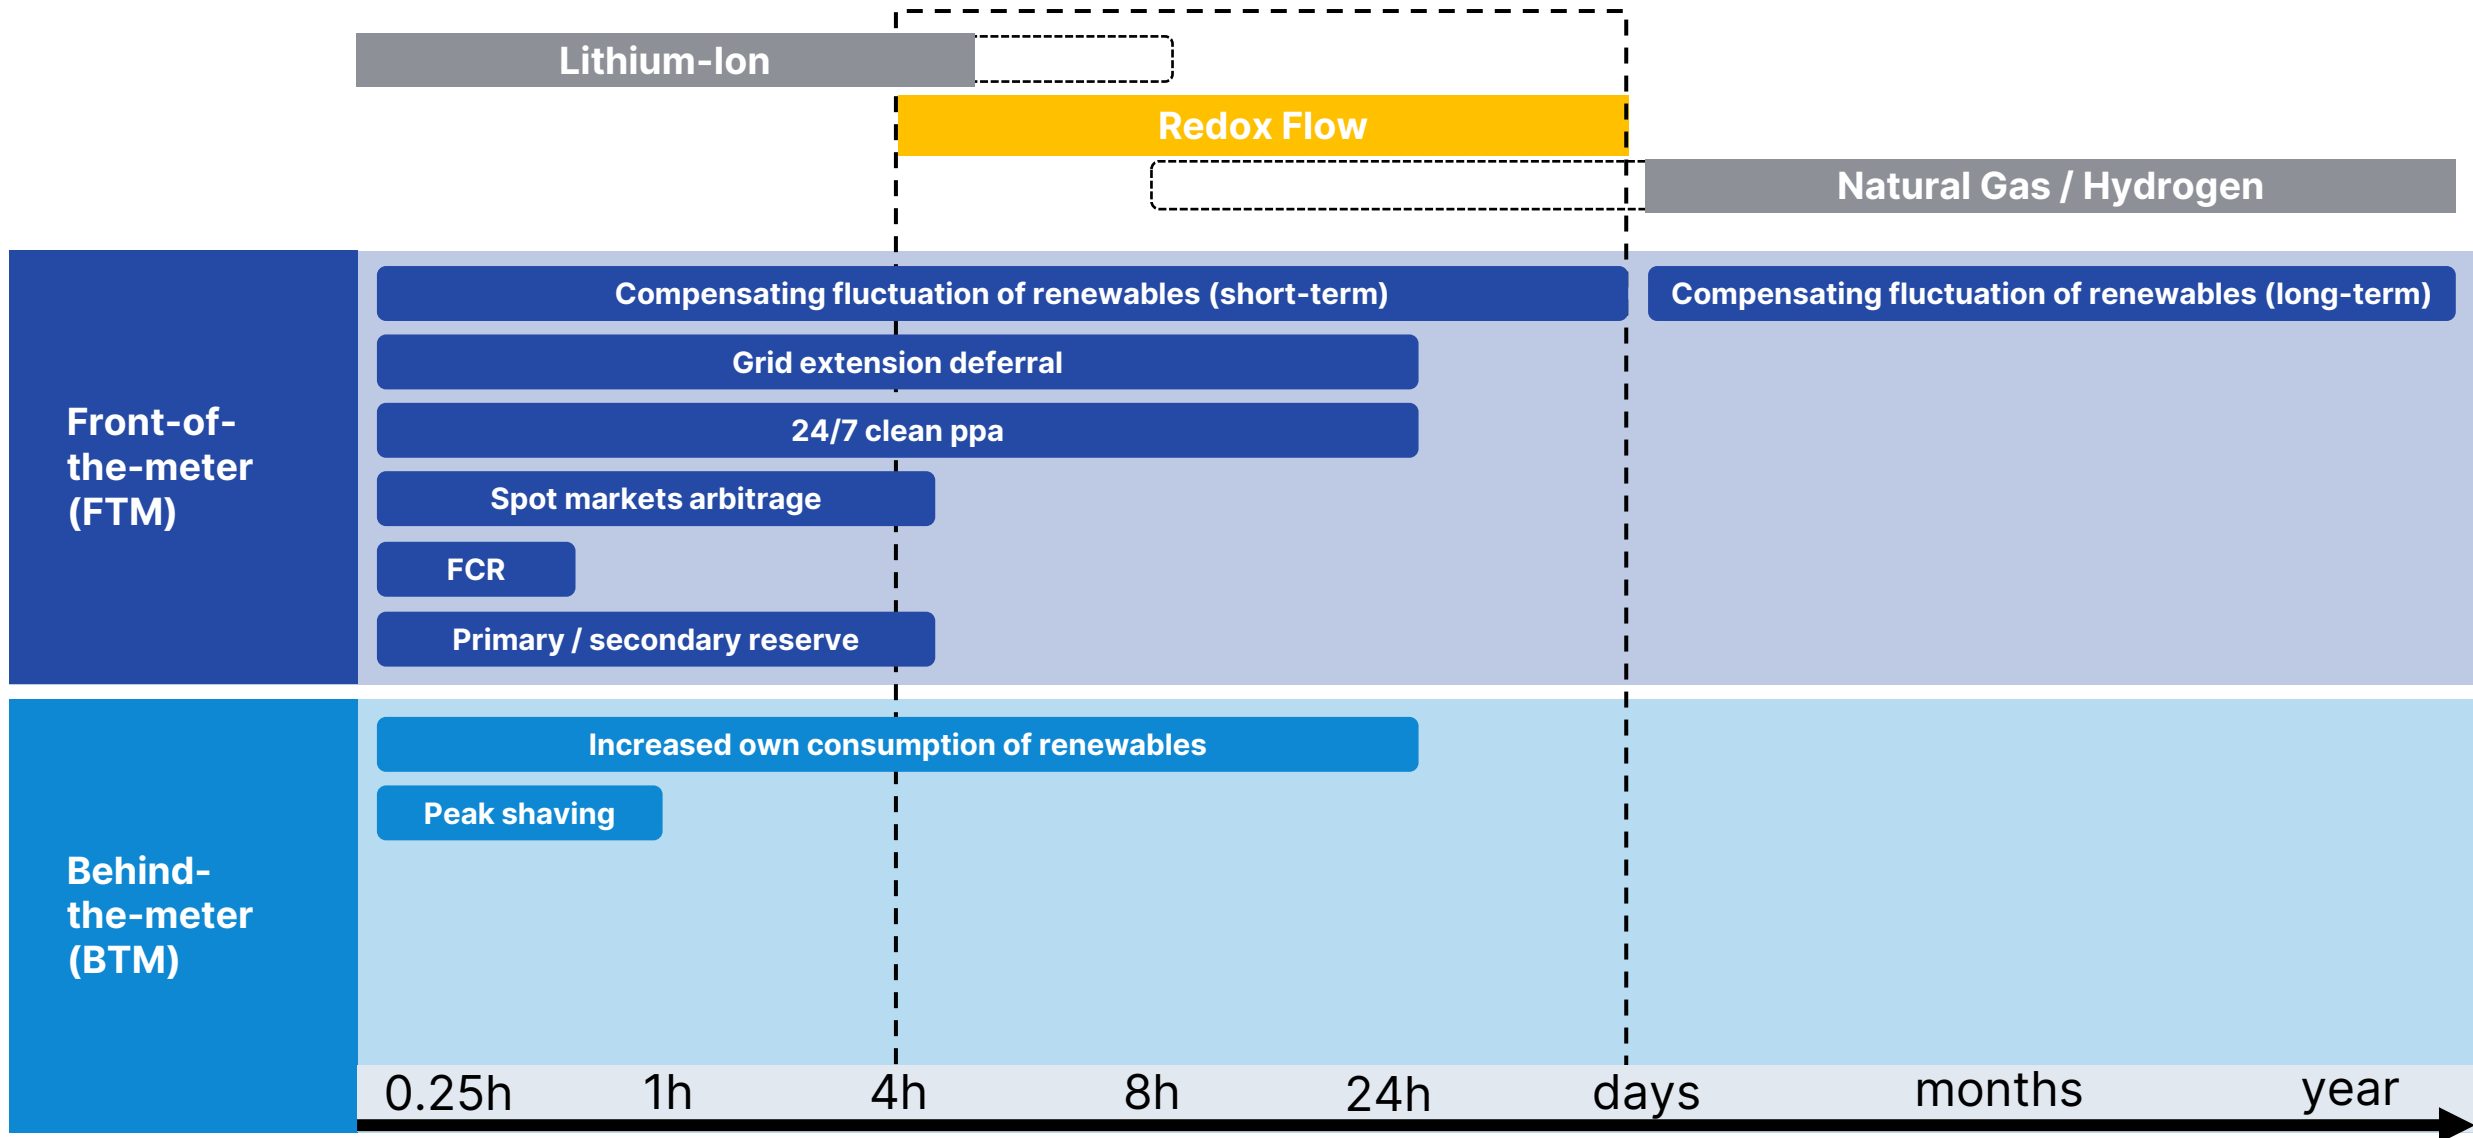 Lithium-Ion
Redox Flow
Natural Gas / Hydrogen
Front-of-
the-meter
(FTM)
Compensating fluctuation of renewables (short-term)
Compensating fluctuation of renewables (long-term)
Grid extension deferral
24/7 clean ppa
Spot markets arbitrage
FCR
Primary / secondary reserve
Behind-
the-meter
(BTM)
Increased own consumption of renewables
Peak shaving
0.25h 1h 4h 8h 24h days months year